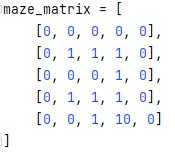 maze_matrix = [
    [0, 0, 0, 0, 0],
    [0, 1, 1, 1, 0],
    [0, 0, 0, 1, 0],
    [0, 1, 1, 1, 0],
    [0, 0, 1, 10, 0]
]